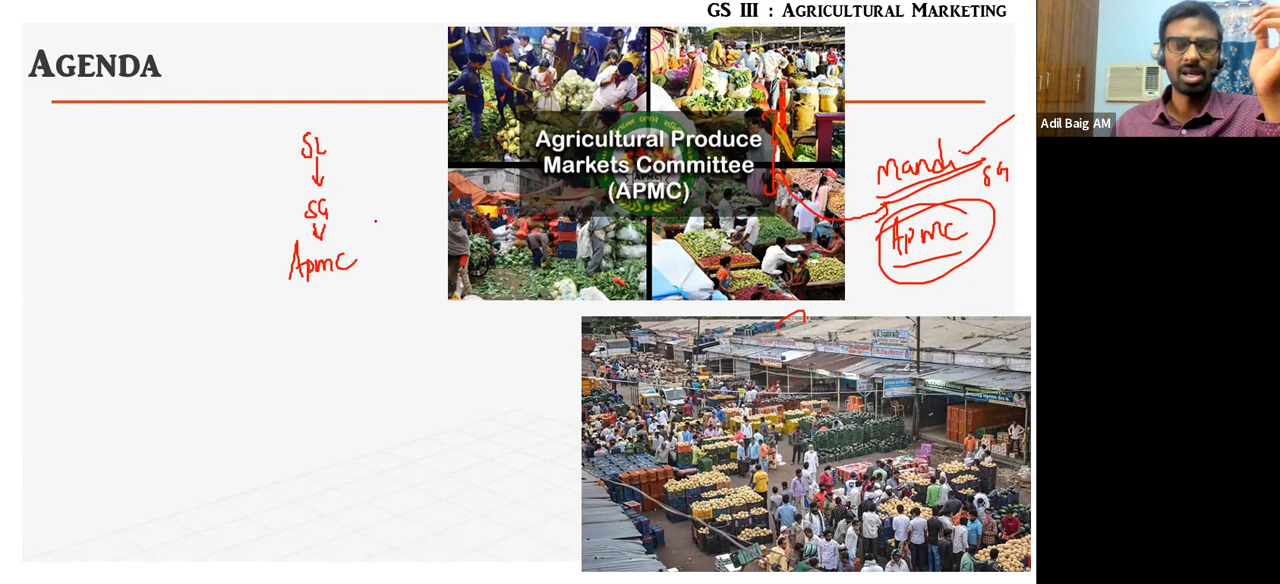 GS III : Agricultural Marketing
Agenda
Agricultural Produce
Markets Committee
(APMC)
Mandi
SG
APMC
SL
SG
APMC
Adil Baig AM